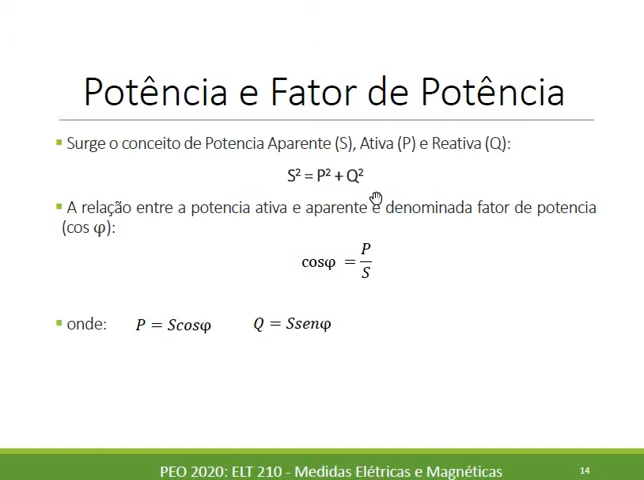 Potência e Fator de Potência
▪ Surge o conceito de Potencia Aparente (S), Ativa (P) e Reativa (Q):
S² = P² + Q²
▪ A relação entre a potencia ativa e aparente é denominada fator de potencia
(cos φ):
cosφ = P/S
▪ onde: P = Scosφ Q = Ssenφ
PEO 2020: ELT 210 - Medidas Elétricas e Magnéticas 14